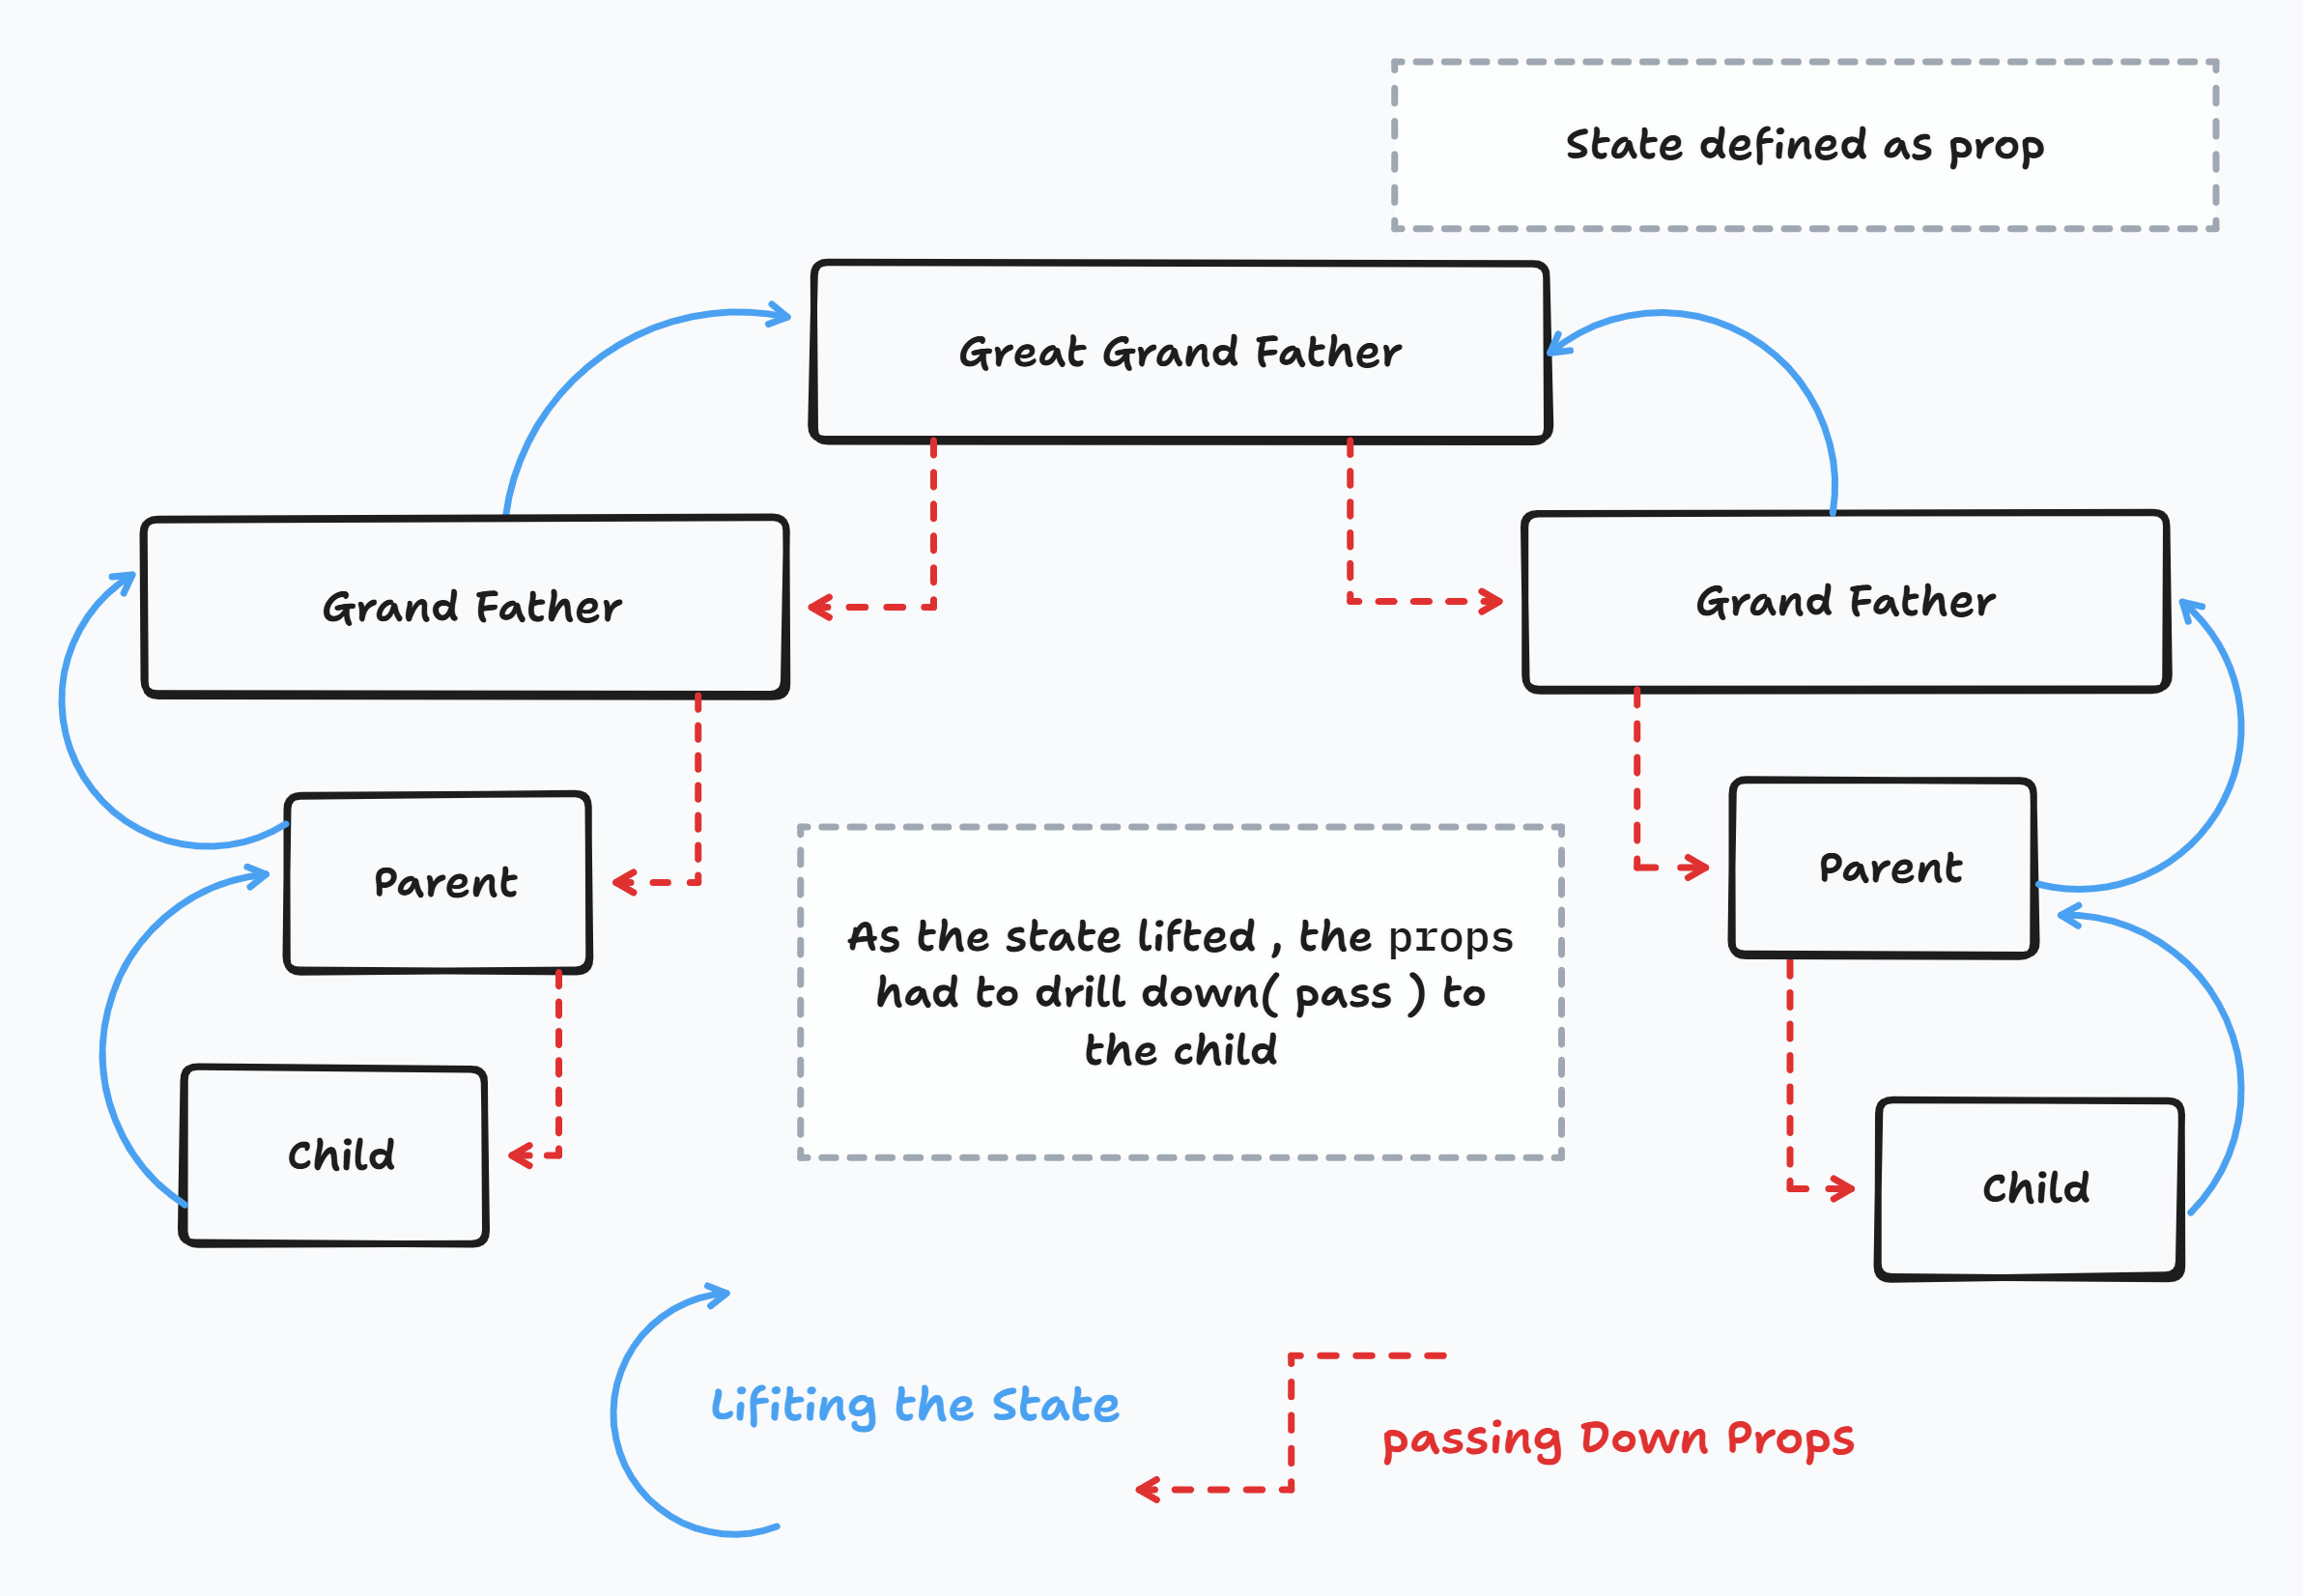 State defined as prop
Great Grand Father
Grand Father
Grand Father
Parent
Parent
As the state lifted , the props
had to drill down( pass ) to
the child
Child
Child
Lifiting the State
passing Down Props